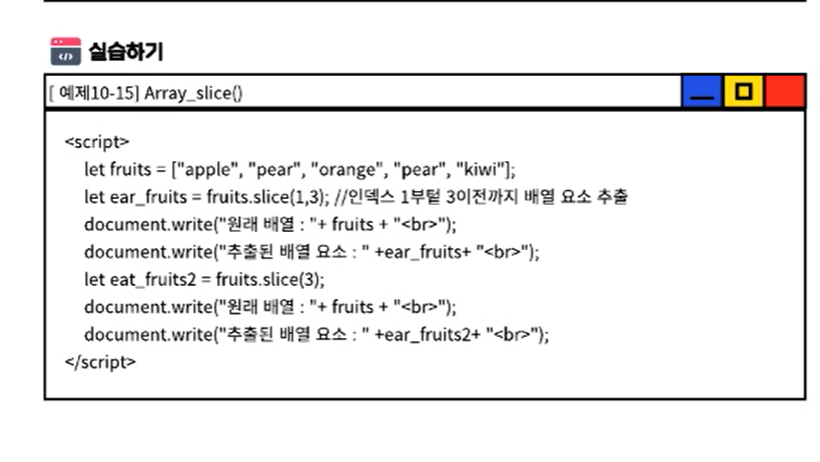 실습하기
[ 예제10-15] Array_slice()
<script>
let fruits = ["apple", "pear", "orange", "pear", "kiwi"];
let ear_fruits = fruits.slice(1,3); //인덱스 1부텉 3이전까지 배열 요소 추출
document.write("원래 배열 : "+ fruits + "<br>");
document.write("추출된 배열 요소 : " +ear_fruits+ "<br>");
let eat_fruits2 = fruits.slice(3);
document.write("원래 배열 : "+ fruits + "<br>");
document.write("추출된 배열 요소 : " +ear_fruits2+ "<br>");
</script>